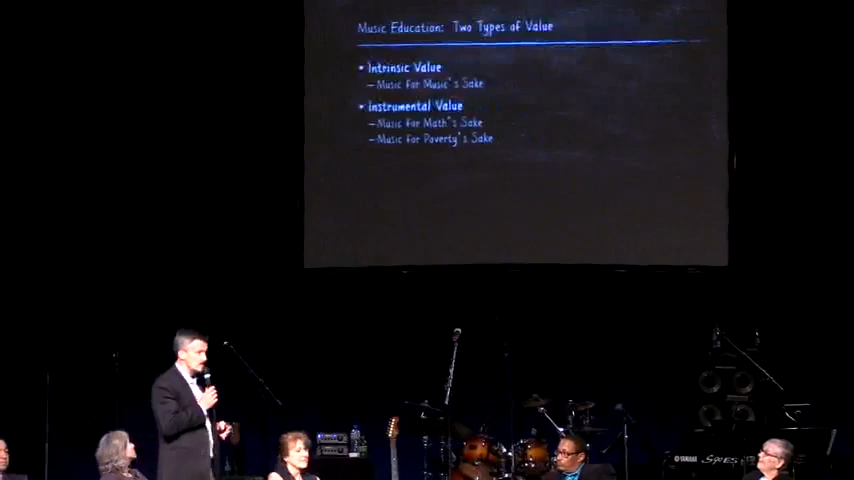 Music Education: Two Types of Value
• Intrinsic Value
– Music for Music's Sake
• Instrumental Value
– Music for Math's Sake
– Music for Poverty's Sake
YAMAHA